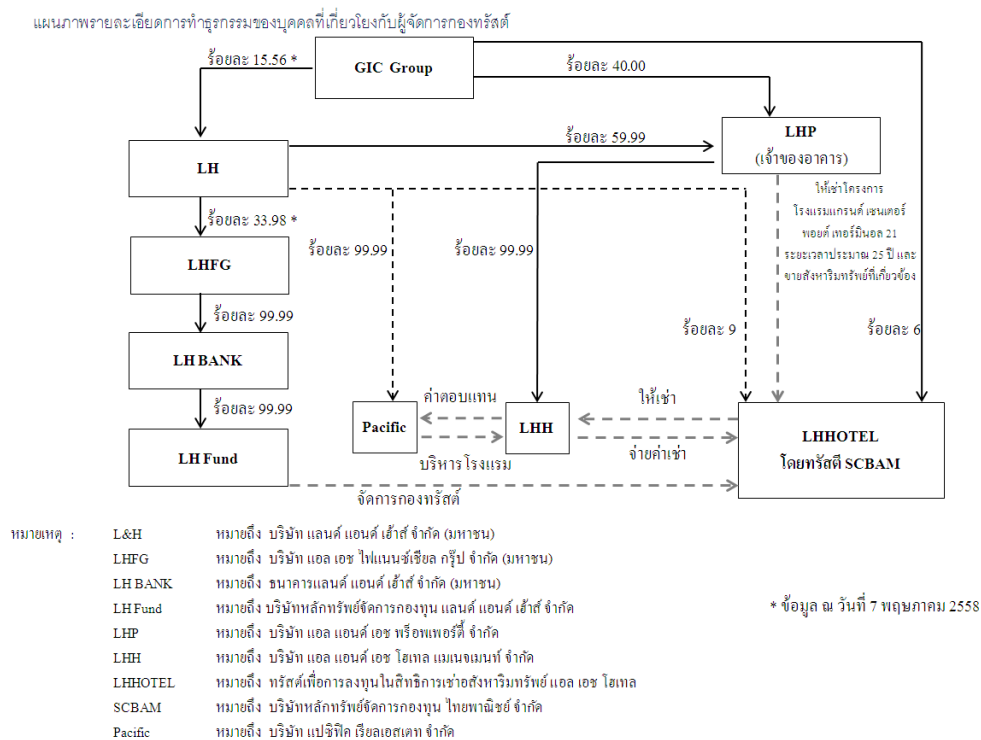 แผนภาพรายละเอียดการทำธุรกรรมของบุคคลที่เกี่ยวโยงกับผู้จัดการกองทรัสต์
ร้อยละ 15.56 *
GIC Group
ร้อยละ 40.00
LH
ร้อยละ 59.99
LHP
(เจ้าของอาคาร)
ร้อยละ 33.98 *
LHFG
ร้อยละ 99.99
ร้อยละ 99.99
ให้เช่าโครงการ
โรงแรมแกรนด์ เซนเตอร์
พอยต์ เทอร์มินอล 21
ระยะเวลาประมาณ 25 ปี และ
ขายสังหาริมทรัพย์ที่เกี่ยวข้อง
ร้อยละ 99.99
LH BANK
ร้อยละ 9
ร้อยละ 6
ร้อยละ 99.99
LH Fund
Pacific
ค่าตอบแทน
บริหารโรงแรม
LHH
ให้เช่า
จ่ายค่าเช่า
LHHOTEL
โดยทรัสตี SCBAM
จัดการกองทรัสต์
หมายเหตุ :
L&H หมายถึง บริษัท แลนด์ แอนด์ เฮ้าส์ จำกัด (มหาชน)
LHFG หมายถึง บริษัท แอล เอช ไฟแนนซ์เชียล กรุ๊ป จำกัด (มหาชน)
LH BANK หมายถึง ธนาคารแลนด์ แอนด์ เฮ้าส์ จำกัด (มหาชน)
LH Fund หมายถึง บริษัทหลักทรัพย์จัดการกองทุน แลนด์ แอนด์ เฮ้าส์ จำกัด
* ข้อมูล ณ วันที่ 7 พฤษภาคม 2558
LHP หมายถึง บริษัท แอล แอนด์ เอช พร็อพเพอร์ตี้ จำกัด
LHH หมายถึง บริษัท แอล แอนด์ เอช โฮเทล แมเนจเมนท์ จำกัด
LHHOTEL หมายถึง ทรัสต์เพื่อการลงทุนในสิทธิการเช่าอสังหาริมทรัพย์ แอล เอช โฮเทล
SCBAM หมายถึง บริษัทหลักทรัพย์จัดการกองทุน ไทยพาณิชย์ จำกัด
Pacific หมายถึง บริษัท แปซิฟิค เรียลเอสเตท จำกัด